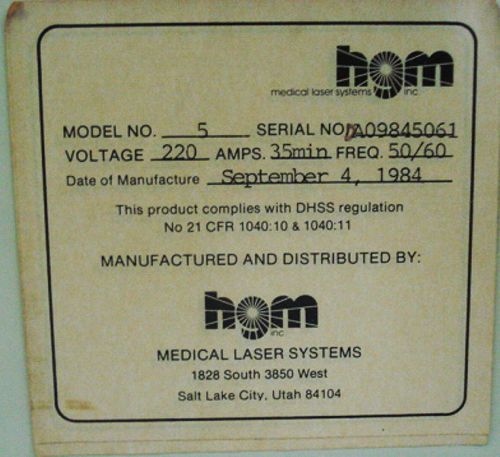 hgm
medical laser systems inc.
MODEL NO. 5 SERIAL NO. A09845061
VOLTAGE 220 AMPS. 35min FREQ. 50/60
Date of Manufacture September 4, 1984
This product complies with DHSS regulation
No 21 CFR 1040:10 & 1040:11
MANUFACTURED AND DISTRIBUTED BY:
hgm
inc.
MEDICAL LASER SYSTEMS
1828 South 3850 West
Salt Lake City, Utah 84104